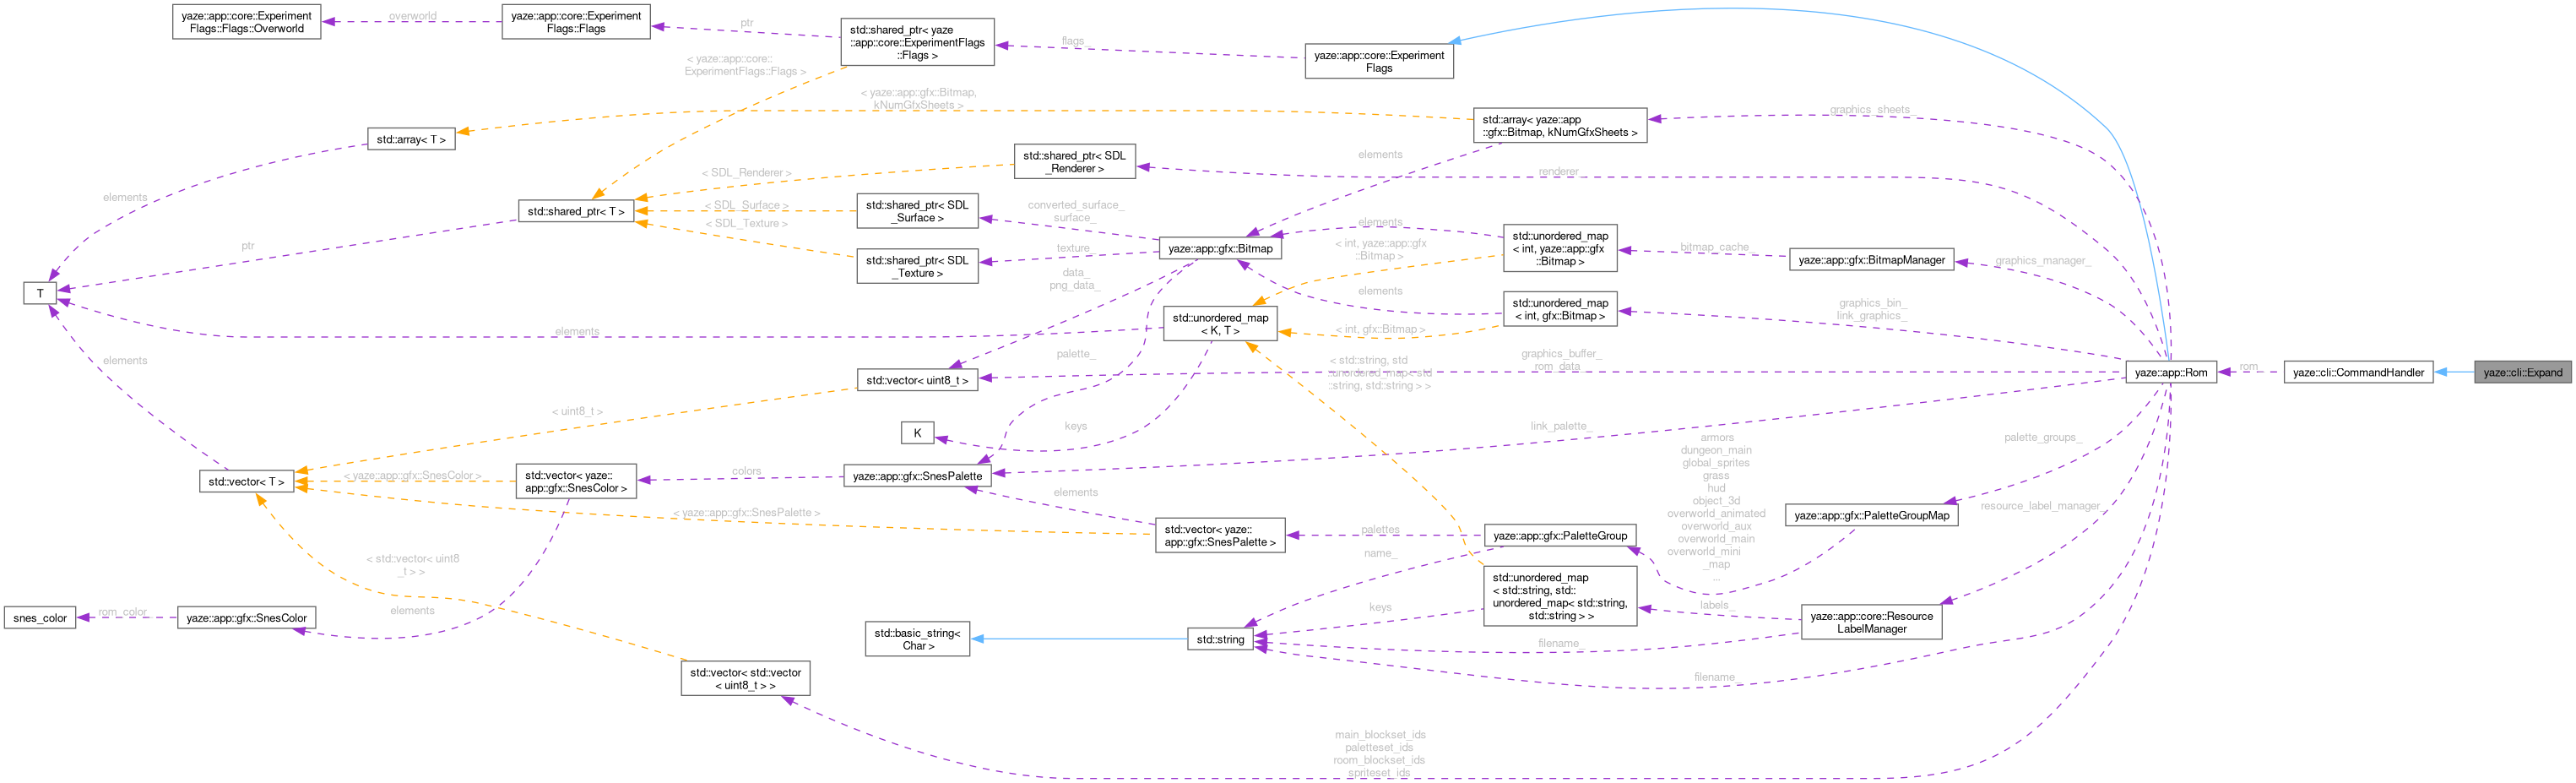 yaze::app::core::Experiment
Flags::Flags::Overworld
overworld
yaze::app::core::Experiment
Flags::Flags
ptr
std::shared_ptr< yaze
::app::core::ExperimentFlags
::Flags >
flags_
yaze::app::core::Experiment
Flags
< yaze::app::core::
ExperimentFlags::Flags >
< yaze::app::gfx::Bitmap,
kNumGfxSheets >
std::array< yaze::app
::gfx::Bitmap, kNumGfxSheets >
graphics_sheets_
std::array< T >
elements
std::shared_ptr< SDL
_Renderer >
renderer_
< SDL_Renderer >
elements
std::shared_ptr< T >
< SDL_Surface >
< SDL_Texture >
std::shared_ptr< SDL
_Surface >
std::shared_ptr< SDL
_Texture >
converted_surface_
surface_
texture_
data_
png_data_
yaze::app::gfx::Bitmap
elements
< int, yaze::app::gfx
::Bitmap >
std::unordered_map
< int, yaze::app::gfx
::Bitmap >
bitmap_cache_
yaze::app::gfx::BitmapManager
graphics_manager_
ptr
T
elements
std::unordered_map
< K, T >
elements
< int, gfx::Bitmap >
std::unordered_map
< int, gfx::Bitmap >
graphics_bin_
link_graphics_
elements
palette_
std::vector< uint8_t >
< std::string, std
::unordered_map< std
::string, std::string > >
graphics_buffer_
rom_data_
yaze::app::Rom
rom_
yaze::cli::CommandHandler
yaze::cli::Expand
< uint8_t >
K
keys
link_palette_
palette_groups_
std::vector< T >
< yaze::app::gfx::SnesColor >
std::vector< yaze::
app::gfx::SnesColor >
colors
yaze::app::gfx::SnesPalette
elements
< yaze::app::gfx::SnesPalette >
std::vector< yaze::
app::gfx::SnesPalette >
palettes
yaze::app::gfx::PaletteGroup
armors
dungeon_main
global_sprites
grass
hud
object_3d
overworld_animated
overworld_aux
overworld_main
overworld_mini
_map
...
yaze::app::gfx::PaletteGroupMap
resource_label_manager_
name_
< std::vector< uint8
_t > >
std::unordered_map
< std::string, std::
unordered_map< std::string,
std::string > >
keys
labels_
yaze::app::core::Resource
LabelManager
snes_color
rom_color
yaze::app::gfx::SnesColor
elements
std::basic_string<
Char >
std::string
filename_
filename_
std::vector< std::vector
< uint8_t > >
main_blockset_ids
paletteset_ids
room_blockset_ids
spriteset_ids